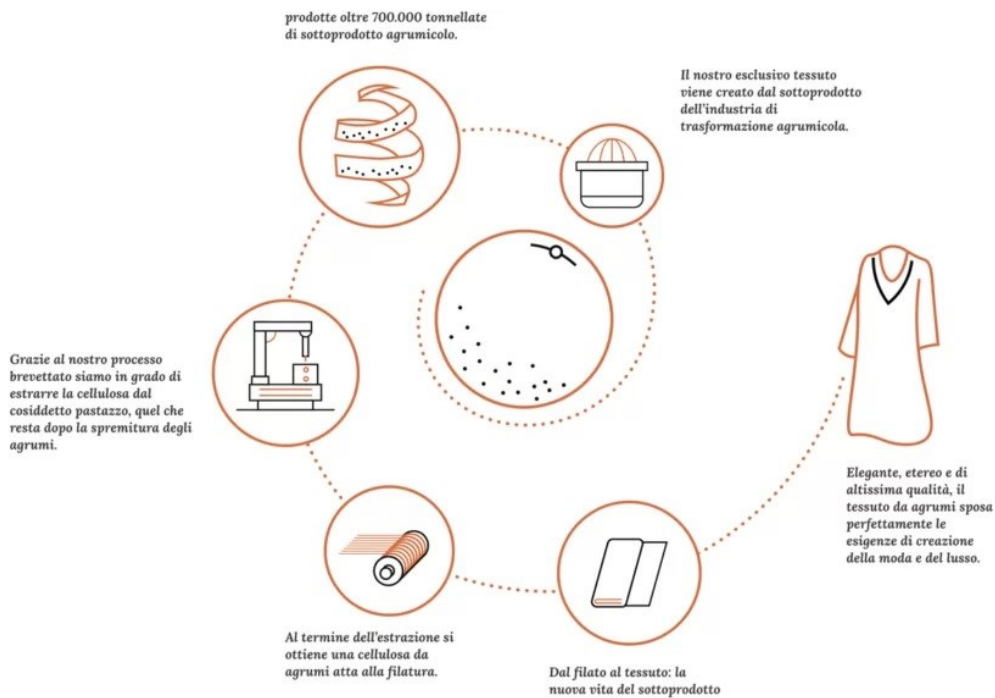 prodotte oltre 700.000 tonnellate
di sottoprodotto agrumicolo.
Il nostro esclusivo tessuto
viene creato dal sottoprodotto
dell'industria di
trasformazione agrumicola.
Grazie al nostro processo
brevettato siamo in grado di
estrarre la cellulosa dal
cosiddetto pastazzo, quel che
resta dopo la spremitura degli
agrumi.
Elegante, etereo e di
altissima qualità, il
tessuto da agrumi sposa
perfettamente le
esigenze di creazione
della moda e del lusso.
Al termine dell'estrazione si
ottiene una cellulosa da
agrumi atta alla filatura.
Dal filato al tessuto: la
nuova vita del sottoprodotto